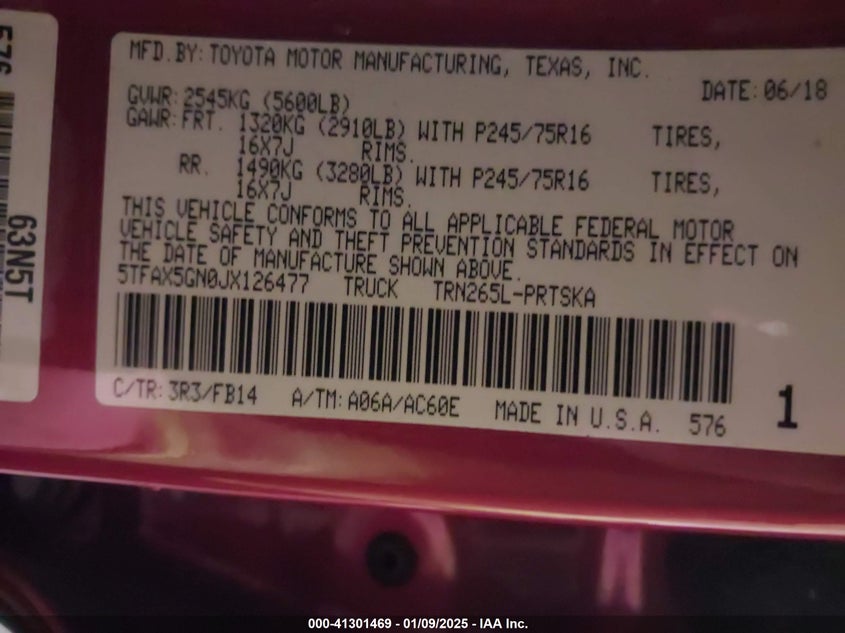 576
63N5T
MFD.BY:TOYOTA MOTOR MANUFACTURING, TEXAS, INC.
DATE:06/18
GVWR:2545KG (5600LB)
GAWR:FRT. 1320KG (2910LB) WITH P245/75R16 TIRES,
16X7J RIMS.
RR. 1490KG (3280LB) WITH P245/75R16 TIRES,
16X7J RIMS.
THIS VEHICLE CONFORMS TO ALL APPLICABLE FEDERAL MOTOR
VEHICLE SAFETY AND THEFT PREVENTION STANDARDS IN EFFECT ON
THE DATE OF MANUFACTURE SHOWN ABOVE.
5TFAX5GN0JX126477 TRUCK TRN265L-PRTSKA
C/TR:3R3/FB14 A/TM:A06A/AC60E MADE IN U.S.A. 576
1
000-41301469 - 01/09/2025 - IAA Inc.